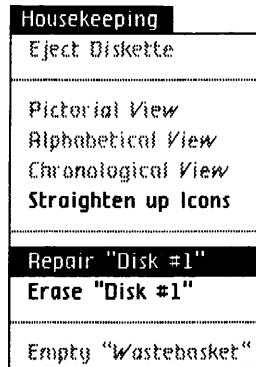 Housekeeping
Eject Diskette
Pictorial View
Alphabetical View
Chronological View
Straighten up Icons
Repair "Disk #1"
Erase "Disk #1"
Empty "Wastebasket"